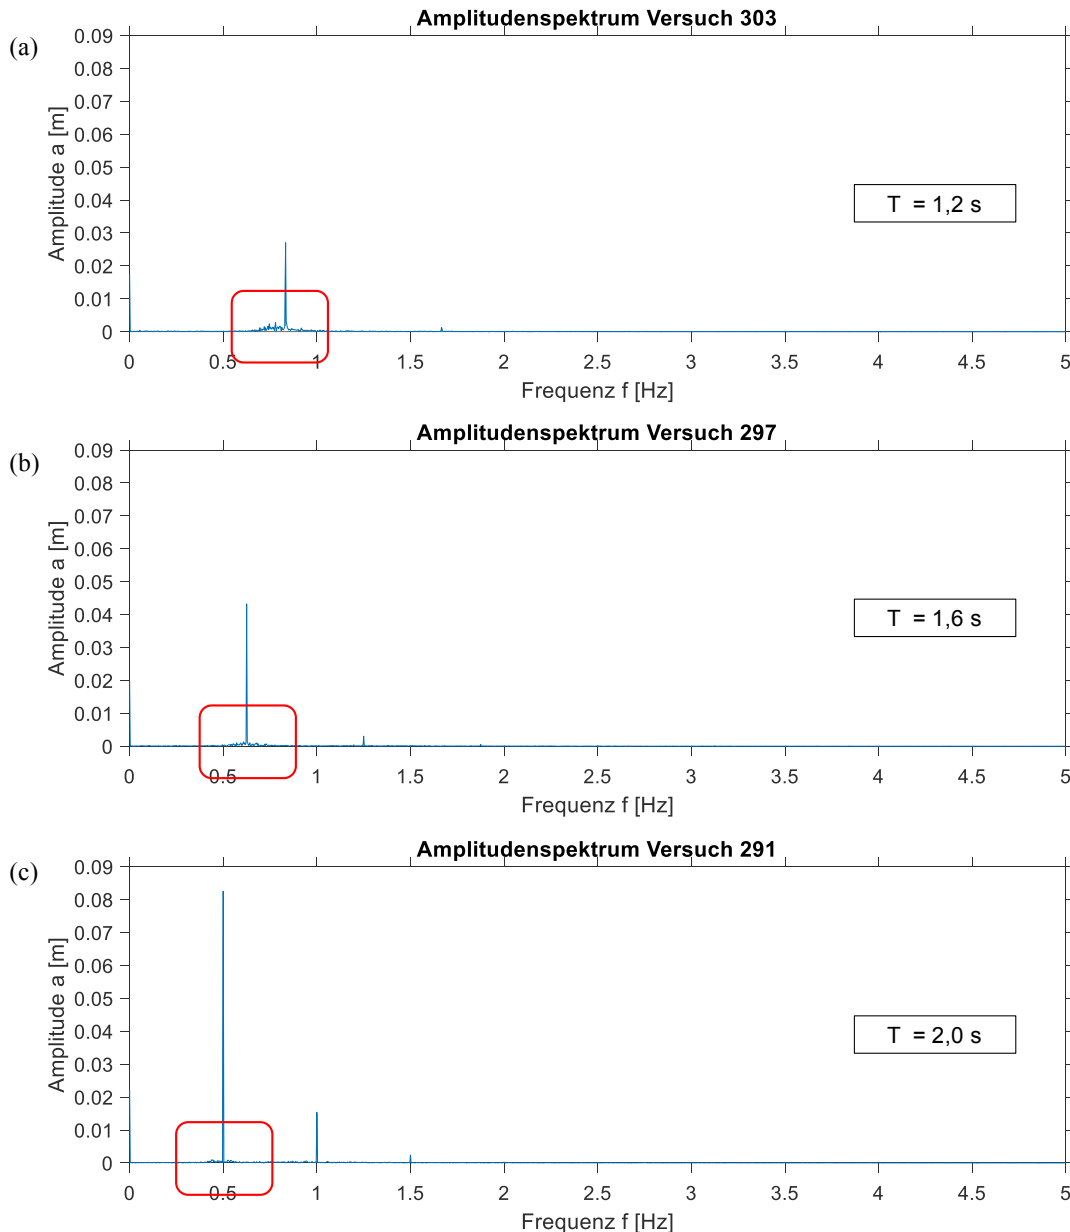 Amplitudenspektrum Versuch 303
(a)
0.09
0.08
0.07
0.06
0.05
0.04
0.03
0.02
0.01
0
Amplitude a [m]
T = 1,2 s
0 0.5 1 1.5 2 2.5 3 3.5 4 4.5 5
Frequenz f [Hz]
Amplitudenspektrum Versuch 297
(b)
0.09
0.08
0.07
0.06
0.05
0.04
0.03
0.02
0.01
0
Amplitude a [m]
T = 1,6 s
0 0.5 1 1.5 2 2.5 3 3.5 4 4.5 5
Frequenz f [Hz]
Amplitudenspektrum Versuch 291
(c)
0.09
0.08
0.07
0.06
0.05
0.04
0.03
0.02
0.01
0
Amplitude a [m]
T = 2,0 s
0 0.5 1 1.5 2 2.5 3 3.5 4 4.5 5
Frequenz f [Hz]